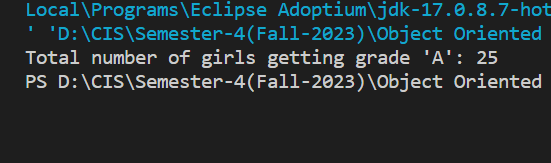 Local\Programs\Eclipse Adoptium\jdk-17.0.8.7-hot
' 'D:\CIS\Semester-4(Fall-2023)\Object Oriented
Total number of girls getting grade 'A': 25
PS D:\CIS\Semester-4(Fall-2023)\Object Oriented